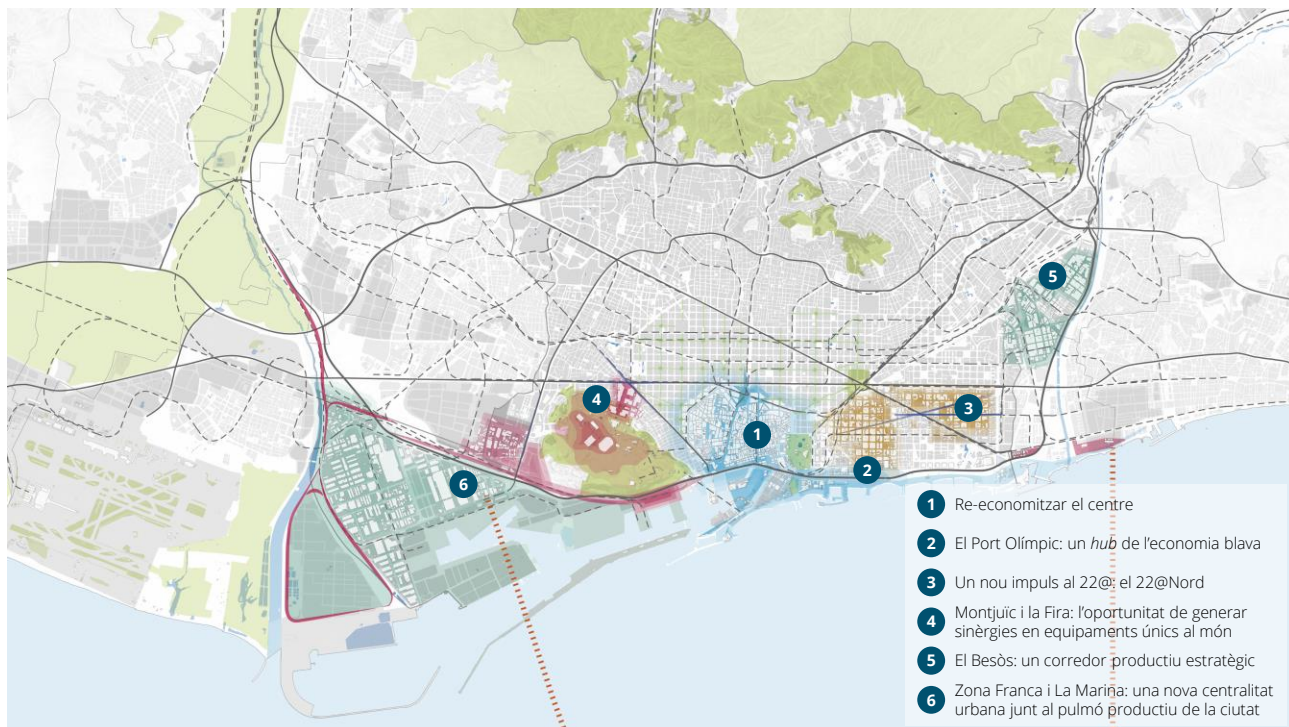 4
3
5
1
2
6
1 Re-economitzar el centre
2 El Port Olímpic: un hub de l'economia blava
3 Un nou impuls al 22@: el 22@Nord
4 Montjuïc i la Fira: l'oportunitat de generar
sinèrgies en equipaments únics al món
5 El Besòs: un corredor productiu estratègic
6 Zona Franca i La Marina: una nova centralitat
urbana junt al pulmó productiu de la ciutat